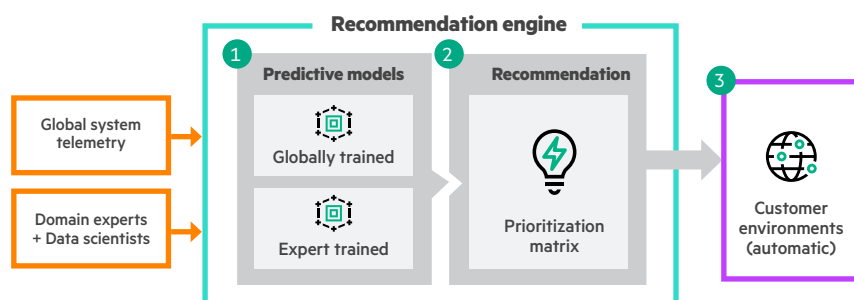 Recommendation engine
1
Predictive models
Globally trained
Expert trained
2
Recommendation
Prioritization
matrix
3
Customer
environments
(automatic)
Global system
telemetry
Domain experts
+ Data scientists